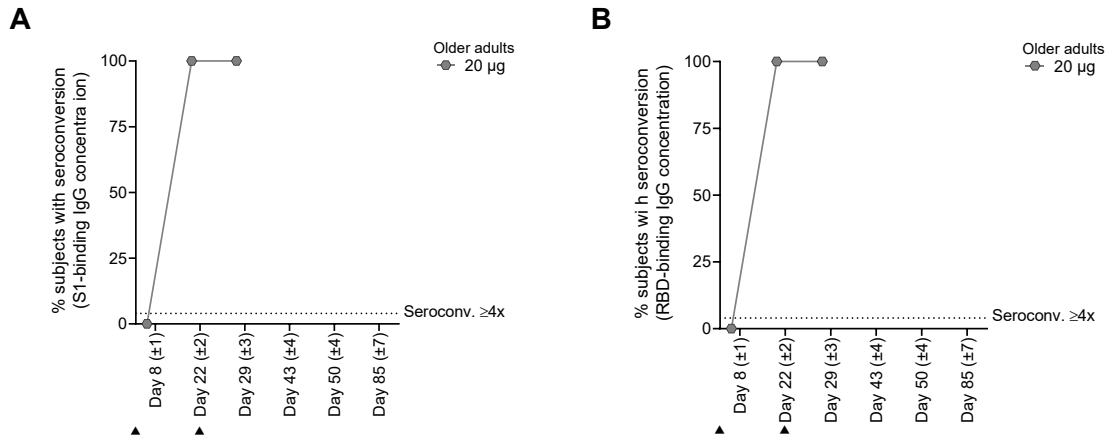 A
Older adults
20 µg
% subjects with seroconversion
(S1-binding IgG concentra ion)
100
75
50
25
0
Seroconv. ≥4x
Day 8 (±1)
Day 22 (±2)
Day 29 (±3)
Day 43 (±4)
Day 50 (±4)
Day 85 (±7)
B
Older adults
20 µg
% subjects wi h seroconversion
(RBD-binding IgG concentration)
100
75
50
25
0
Seroconv. ≥4x
Day 8 (±1)
Day 22 (±2)
Day 29 (±3)
Day 43 (±4)
Day 50 (±4)
Day 85 (±7)